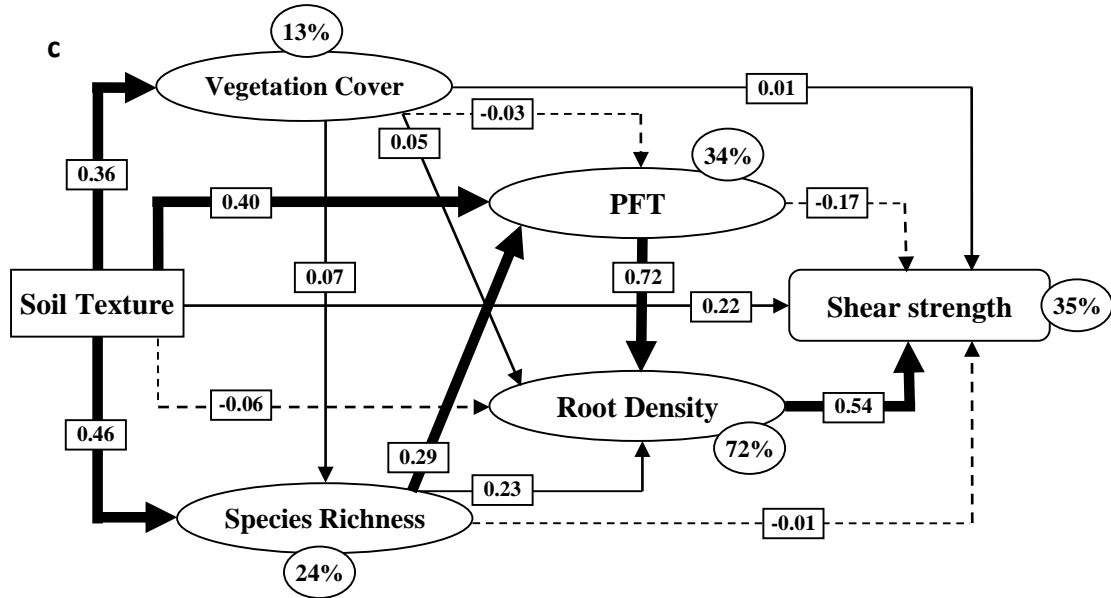 13%
c
Vegetation Cover
0.01
-0.03
0.05
34%
0.36
0.40
PFT
-0.17
0.07
0.72
Soil Texture
0.22
Shear strength
35%
-0.06
Root Density
0.54
0.46
72%
0.29
0.23
Species Richness
-0.01
24%